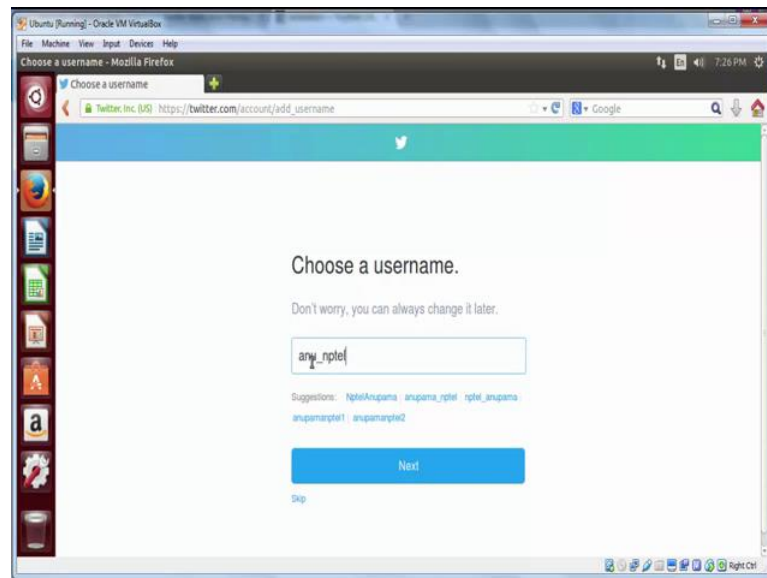 Ubuntu [Running] - Oracle VM VirtualBox
File Machine View Input Devices Help
Choose a username - Mozilla Firefox En 7:26 PM
Choose a username
Twitter, Inc. (US) https://twitter.com/account/add_username Google
Choose a username.
Don't worry, you can always change it later.
anu_nptel
Suggestions: NptelAnupama | anupama_nptel | nptel_anupama |
anupamanptel1 | anupamanptel2
Next
Skip
Right Ctrl